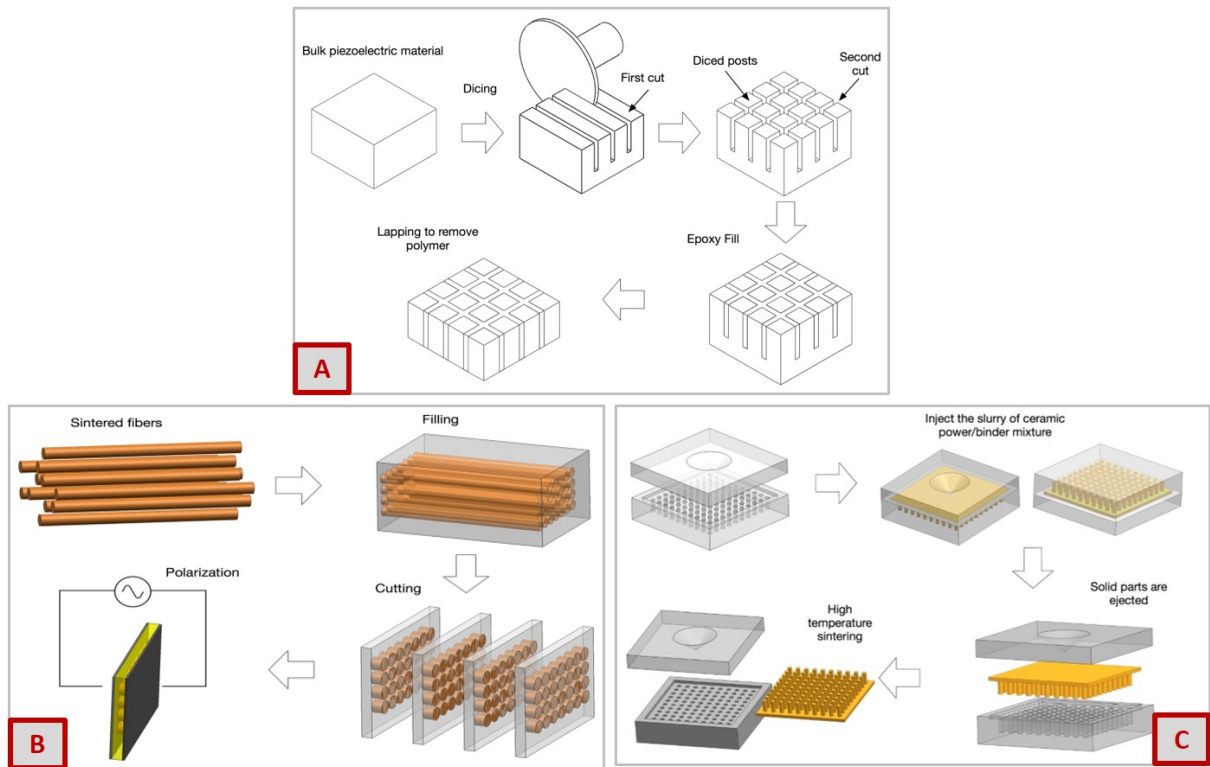 Bulk piezoelectric material
Dicing
First cut
Diced posts
Second
cut
Lapping to remove
polymer
Epoxy Fill
A
Sintered fibers
Filling
Polarization
Cutting
B
Inject the slurry of ceramic
power/binder mixture
Solid parts are
ejected
High
temperature
sintering
C